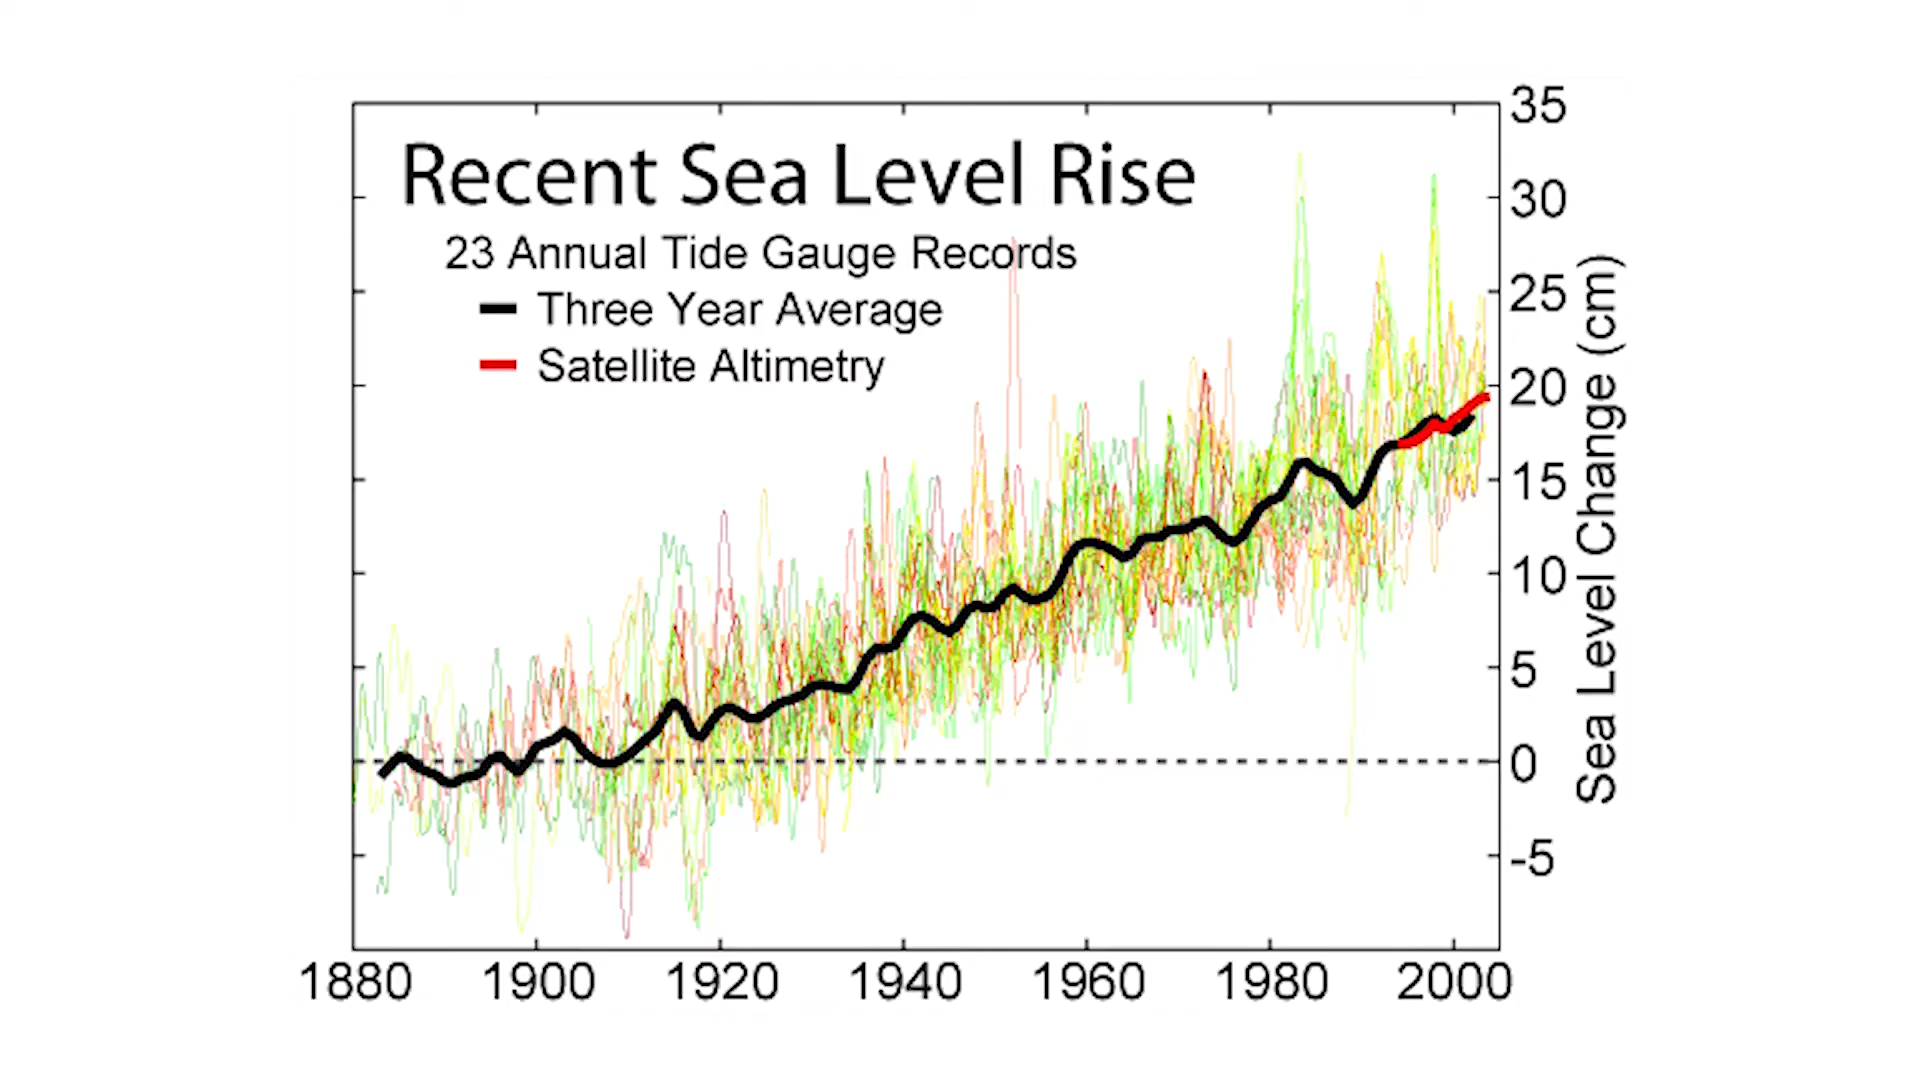 Recent Sea Level Rise
23 Annual Tide Gauge Records
Three Year Average
Satellite Altimetry
35
30
25
20
15
10
5
0
-5
Sea Level Change (cm)
1880 1900 1920 1940 1960 1980 2000